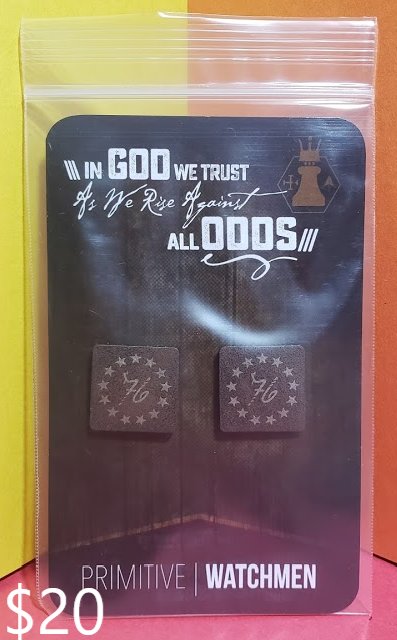 \\\ IN GOD WE TRUST
As We Rise Against
ALL ODDS ///
76 76
PRIMITIVE | WATCHMEN
$20